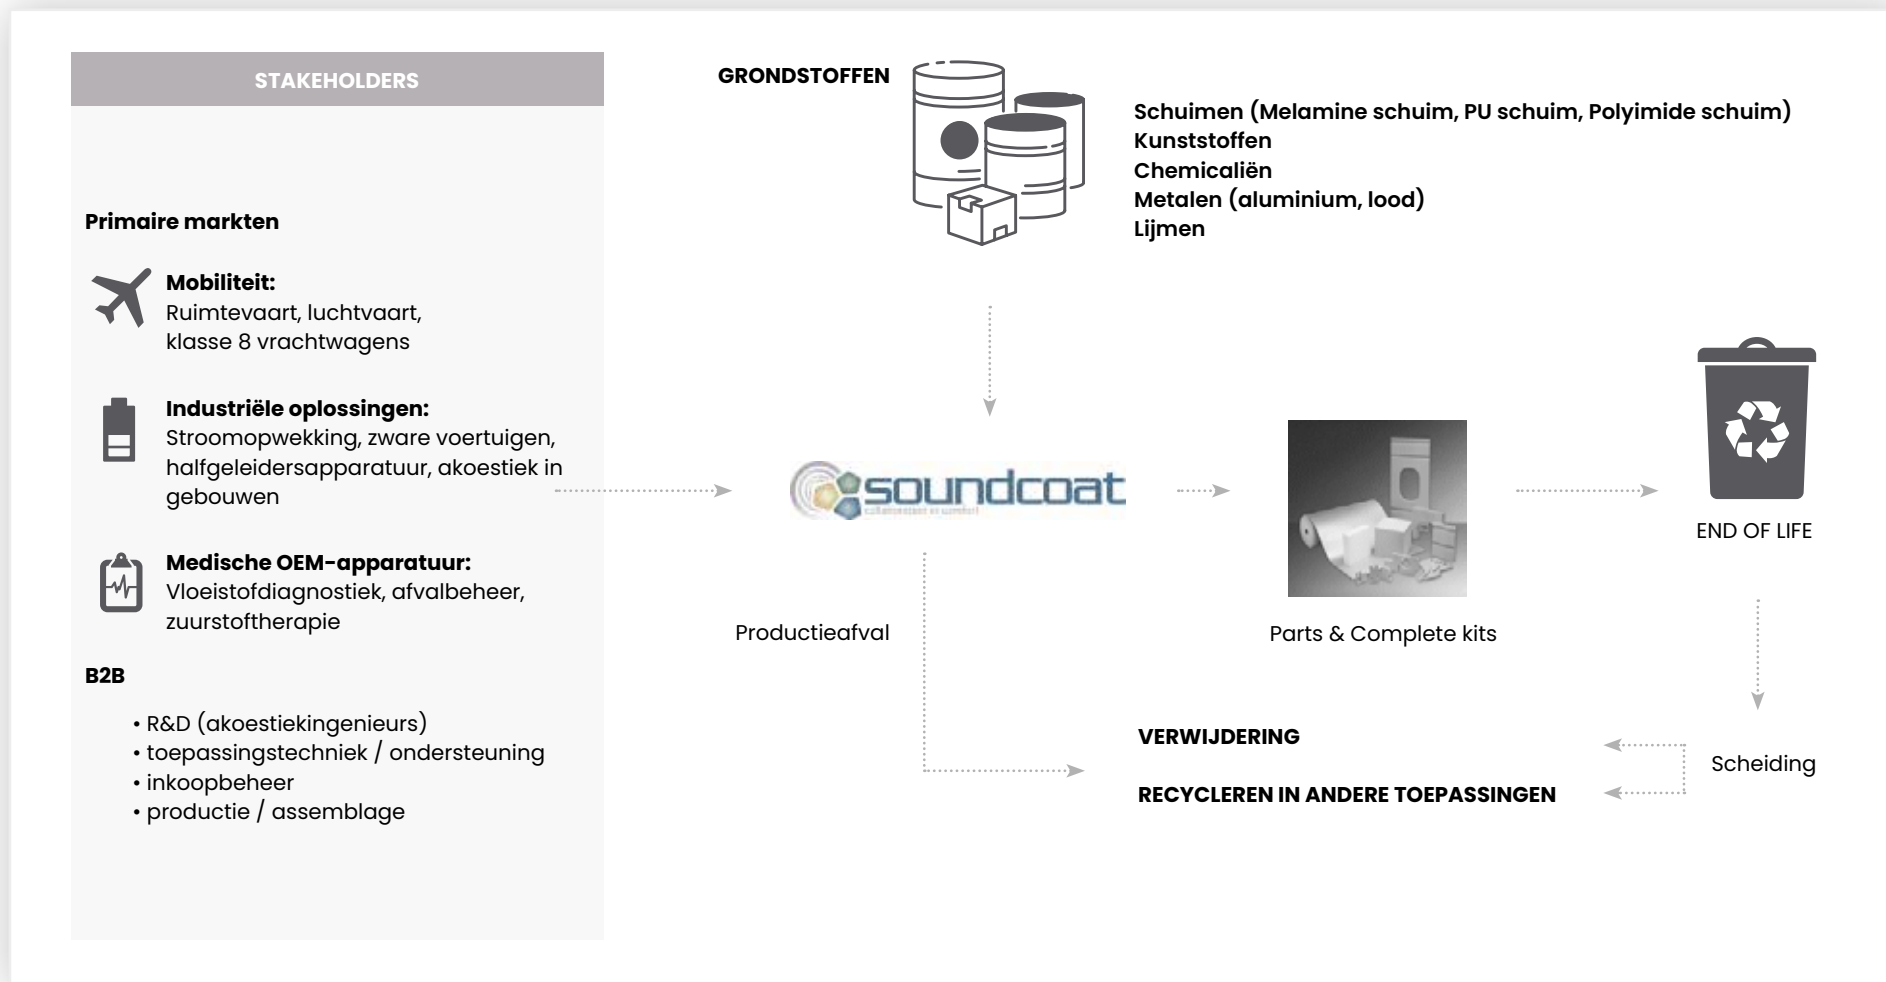 STAKEHOLDERS
Primaire markten
Mobiliteit:
Ruimtevaart, luchtvaart,
klasse 8 vrachtwagens
Industriële oplossingen:
Stroomopwekking, zware voertuigen,
halfgeleidersapparatuur, akoestiek in
gebouwen
Medische OEM-apparatuur:
Vloeistofdiagnostiek, afvalbeheer,
zuurstoftherapie
B2B
• R&D (akoestiekingenieurs)
• toepassingstechniek / ondersteuning
• inkoopbeheer
• productie / assemblage
GRONDSTOFFEN
Schuimen (Melamine schuim, PU schuim, Polyimide schuim)
Kunststoffen
Chemicaliën
Metalen (aluminium, lood)
Lijmen
soundcoat
Productieafval
Parts & Complete kits
END OF LIFE
Scheiding
VERWIJDERING
RECYCLEREN IN ANDERE TOEPASSINGEN